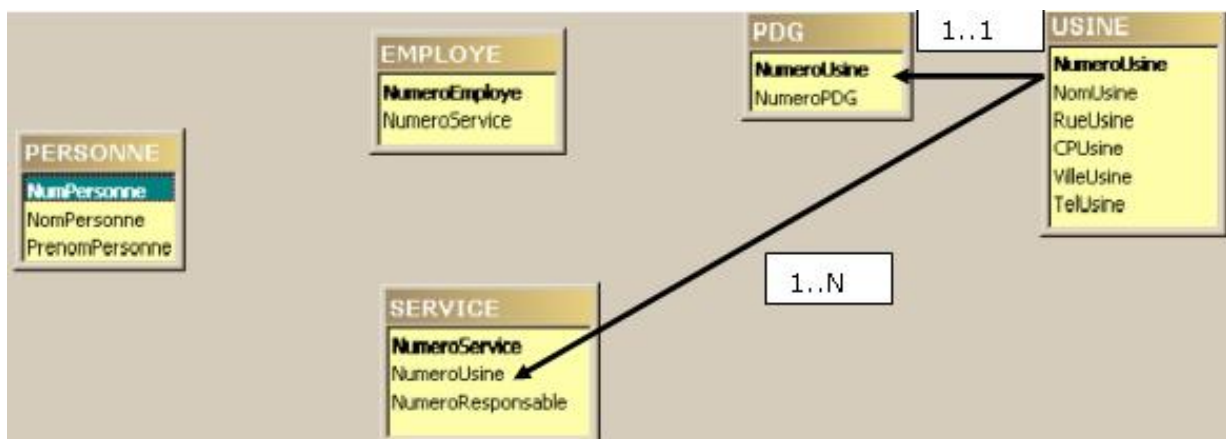 EMPLOYE
NumeroEmploye
NumeroService
PDG
NumeroUsine
NumeroPDG
1..1
USINE
NumeroUsine
NomUsine
RueUsine
CPUsine
VilleUsine
TelUsine
PERSONNE
NumPersonne
NomPersonne
PrenomPersonne
1..N
SERVICE
NumeroService
NumeroUsine
NumeroResponsable